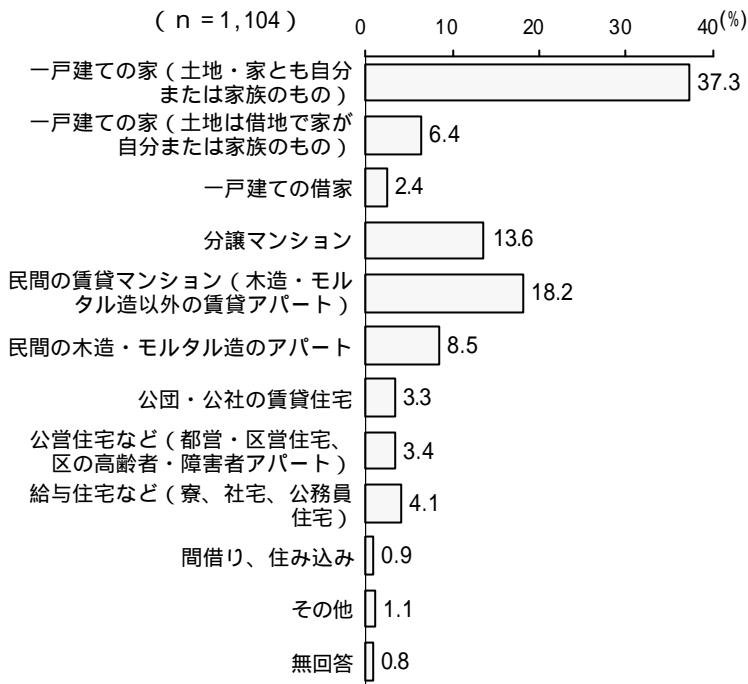 （ n = 1,104 ）
0 10 20 30 40 (%)
一戸建ての家（土地・家とも自分
または家族のもの）
37.3
一戸建ての家（土地は借地で家が
自分または家族のもの）
6.4
一戸建ての借家
2.4
分譲マンション
13.6
民間の賃貸マンション（木造・モル
タル造以外の賃貸アパート）
18.2
民間の木造・モルタル造のアパート
8.5
公団・公社の賃貸住宅
3.3
公営住宅など（都営・区営住宅、
区の高齢者・障害者アパート）
3.4
給与住宅など（寮、社宅、公務員
住宅）
4.1
間借り、住み込み
0.9
その他
1.1
無回答
0.8